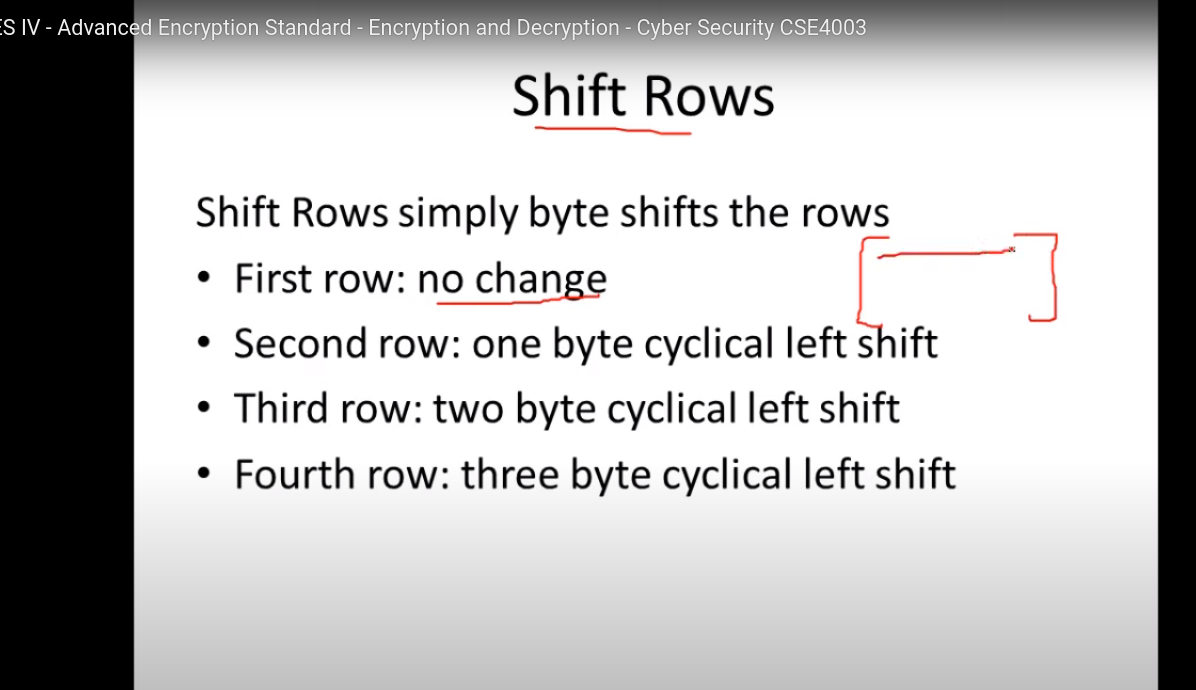 ES IV - Advanced Encryption Standard - Encryption and Decryption - Cyber Security CSE4003
Shift Rows
Shift Rows simply byte shifts the rows
• First row: no change
• Second row: one byte cyclical left shift
• Third row: two byte cyclical left shift
• Fourth row: three byte cyclical left shift